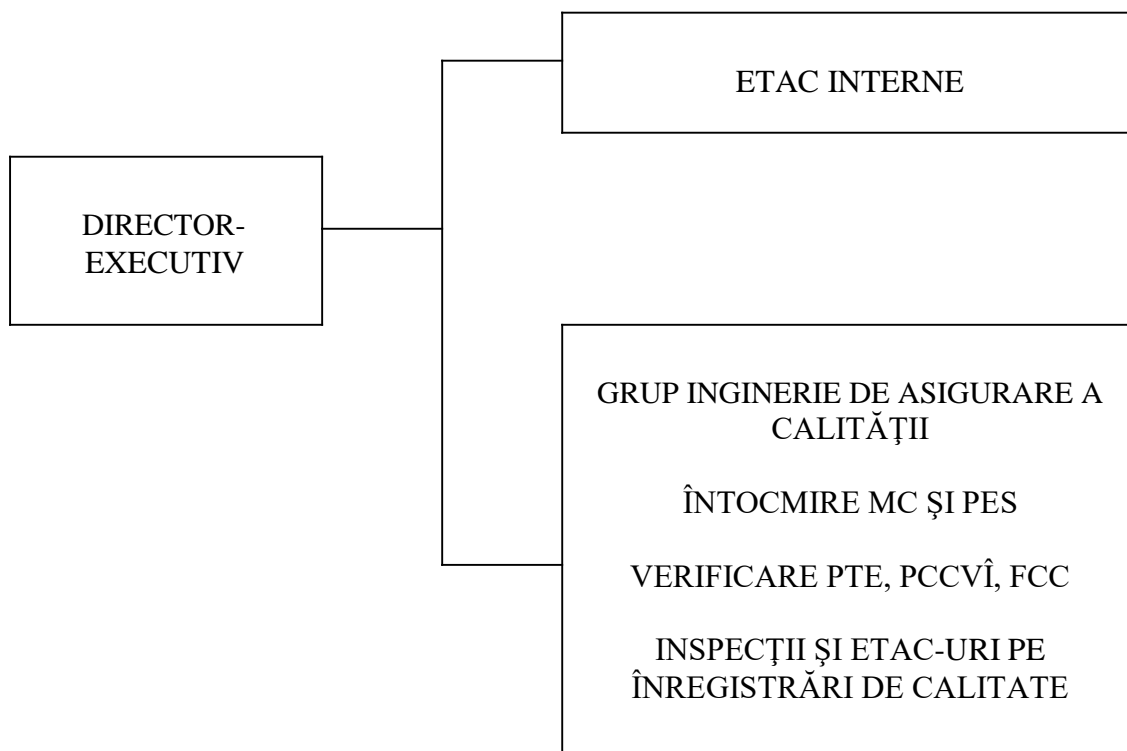 ETAC INTERNE
DIRECTOR-
EXECUTIV
GRUP INGINERIE DE ASIGURARE A
CALITĂŢII
ÎNTOCMIRE MC ŞI PES
VERIFICARE PTE, PCCVÎ, FCC
INSPECŢII ŞI ETAC-URI PE
ÎNREGISTRĂRI DE CALITATE